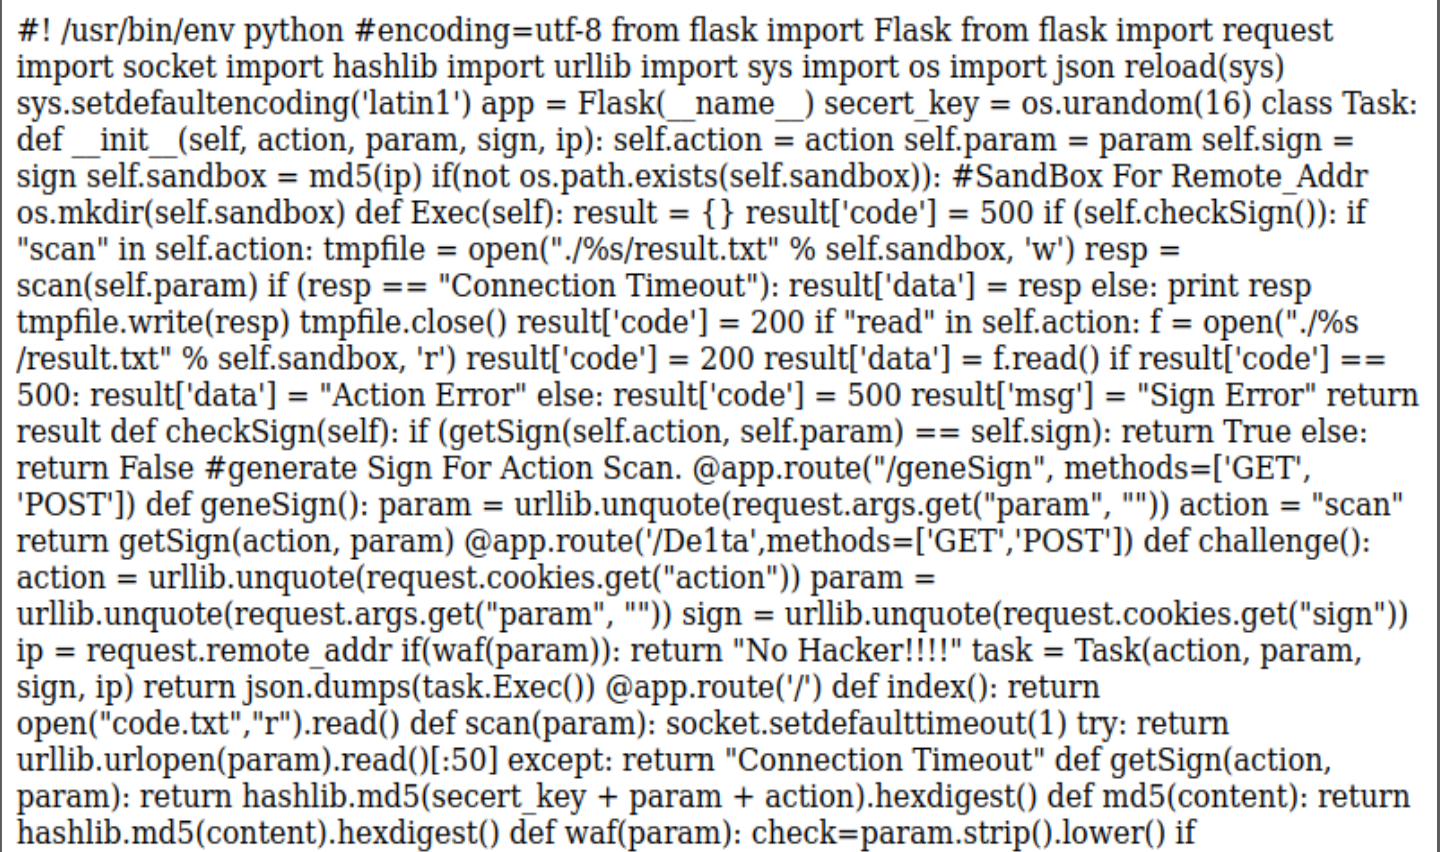 #! /usr/bin/env python #encoding=utf-8 from flask import Flask from flask import request
import socket import hashlib import urllib import sys import os import json reload(sys)
sys.setdefaultencoding('latin1') app = Flask(__name__) secert_key = os.urandom(16) class Task:
def __init__(self, action, param, sign, ip): self.action = action self.param = param self.sign =
sign self.sandbox = md5(ip) if(not os.path.exists(self.sandbox)): #SandBox For Remote_Addr
os.mkdir(self.sandbox) def Exec(self): result = {} result['code'] = 500 if (self.checkSign()): if
"scan" in self.action: tmpfile = open("./%s/result.txt" % self.sandbox, 'w') resp =
scan(self.param) if (resp == "Connection Timeout"): result['data'] = resp else: print resp
tmpfile.write(resp) tmpfile.close() result['code'] = 200 if "read" in self.action: f = open("./%s
/result.txt" % self.sandbox, 'r') result['code'] = 200 result['data'] = f.read() if result['code'] ==
500: result['data'] = "Action Error" else: result['code'] = 500 result['msg'] = "Sign Error" return
result def checkSign(self): if (getSign(self.action, self.param) == self.sign): return True else:
return False #generate Sign For Action Scan. @app.route("/geneSign", methods=['GET',
'POST']) def geneSign(): param = urllib.unquote(request.args.get("param", "")) action = "scan"
return getSign(action, param) @app.route('/De1ta',methods=['GET','POST']) def challenge():
action = urllib.unquote(request.cookies.get("action")) param =
urllib.unquote(request.args.get("param", "")) sign = urllib.unquote(request.cookies.get("sign"))
ip = request.remote_addr if(waf(param)): return "No Hacker!!!!" task = Task(action, param,
sign, ip) return json.dumps(task.Exec()) @app.route('/') def index(): return
open("code.txt","r").read() def scan(param): socket.setdefaulttimeout(1) try: return
urllib.urlopen(param).read()[:50] except: return "Connection Timeout" def getSign(action,
param): return hashlib.md5(secert_key + param + action).hexdigest() def md5(content): return
hashlib.md5(content).hexdigest() def waf(param): check=param.strip().lower() if